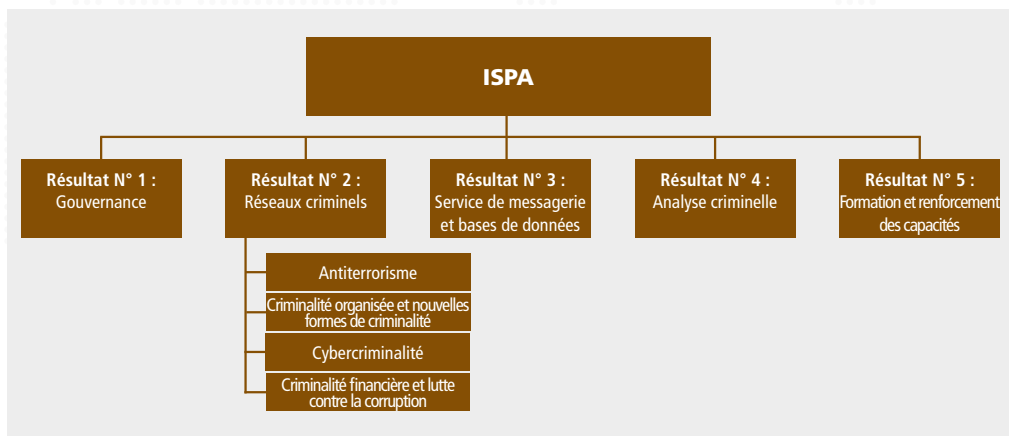 ISPA
Résultat N° 1 :
Gouvernance
Résultat N° 2 :
Réseaux criminels
Résultat N° 3 :
Service de messagerie
et bases de données
Résultat N° 4 :
Analyse criminelle
Résultat N° 5 :
Formation et renforcement
des capacités
Antiterrorisme
Criminalité organisée et nouvelles
formes de criminalité
Cybercriminalité
Criminalité financière et lutte
contre la corruption